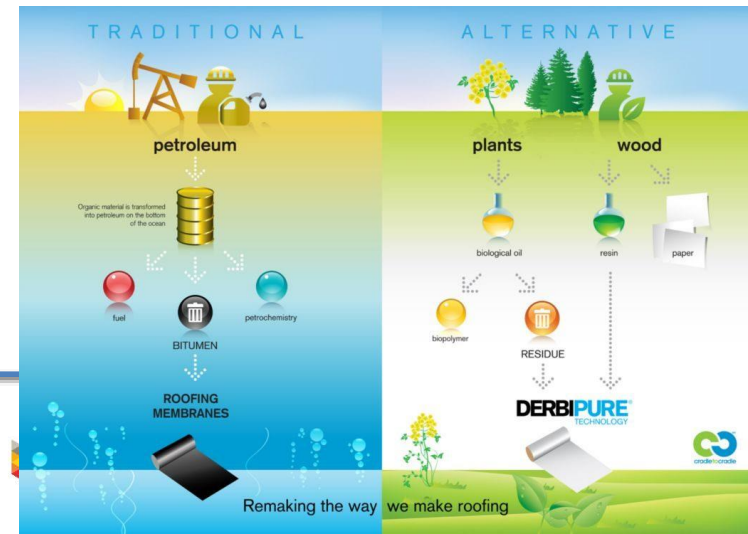 TRADITIONAL
petroleum
Organic material is transformed
into petroleum on the bottom
of the ocean
fuel
petrochemistry
BITUMEN
ROOFING
MEMBRANES
ALTERNATIVE
plants
wood
biological oil
resin
paper
biopolymer
RESIDUE
DERBIPURE®
TECHNOLOGY
cradletocradle
Remaking the way we make roofing